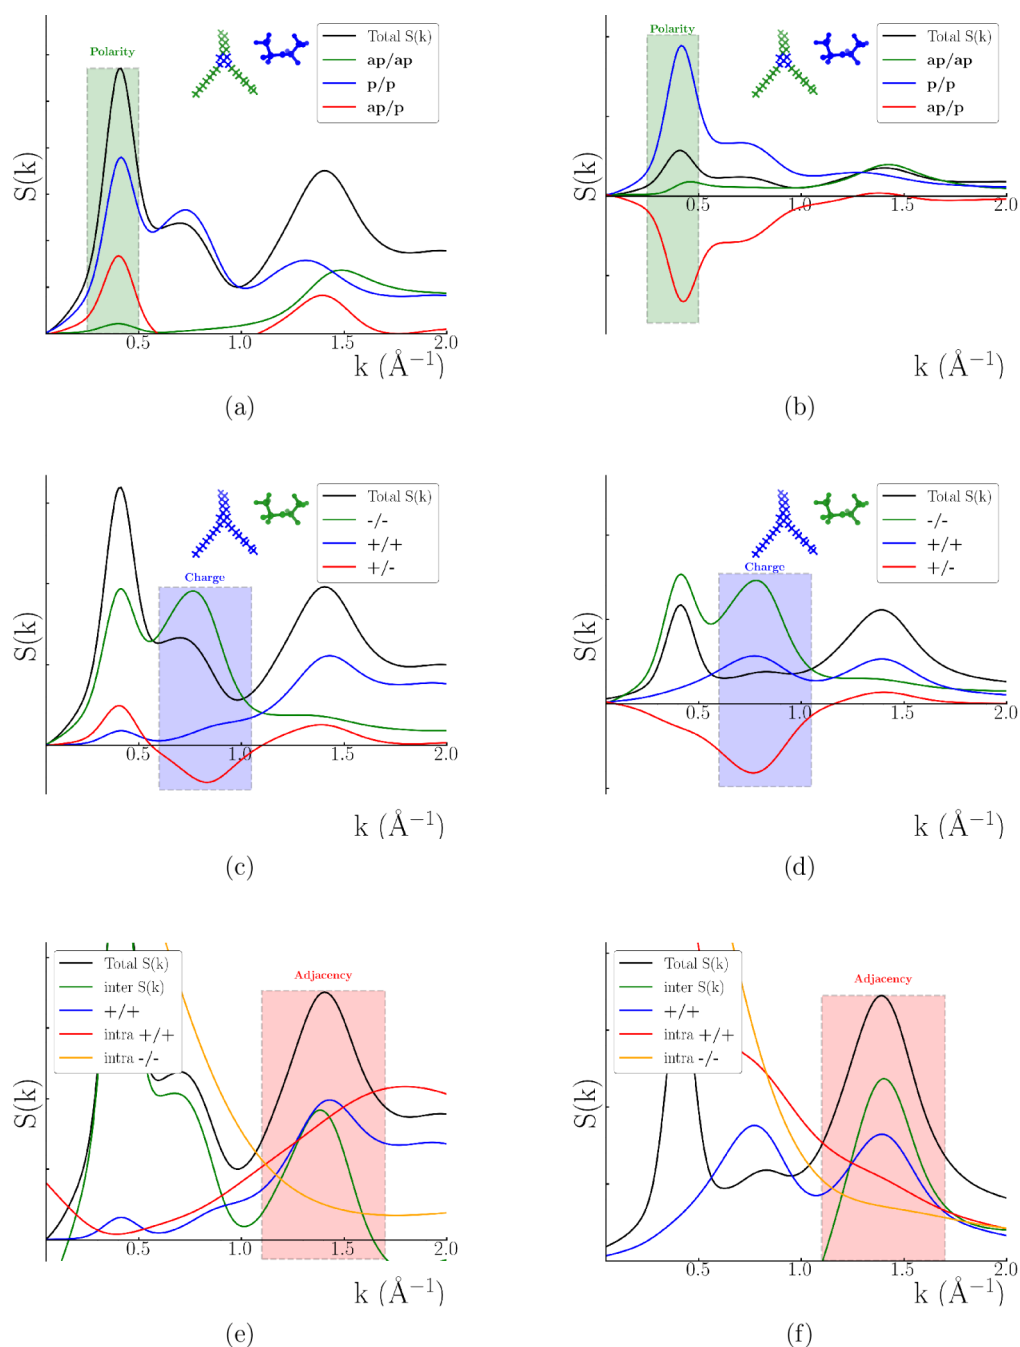 Polarity
Total S(k)
ap/ap
p/p
ap/p
S(k)
0.5
1.0
1.5
2.0
k (Å⁻¹)
(a)
Polarity
Total S(k)
ap/ap
p/p
ap/p
S(k)
0.5
1.0
1.5
2.0
k (Å⁻¹)
(b)
Charge
Total S(k)
-/-
+/+
+/-
S(k)
0.5
1.0
1.5
2.0
k (Å⁻¹)
(c)
Charge
Total S(k)
-/-
+/+
+/-
S(k)
0.5
1.0
1.5
2.0
k (Å⁻¹)
(d)
Total S(k)
inter S(k)
+/+
intra +/+
intra -/-
Adjacency
S(k)
0.5
1.0
1.5
2.0
k (Å⁻¹)
(e)
Total S(k)
inter S(k)
+/+
intra +/+
intra -/-
Adjacency
S(k)
0.5
1.0
1.5
2.0
k (Å⁻¹)
(f)